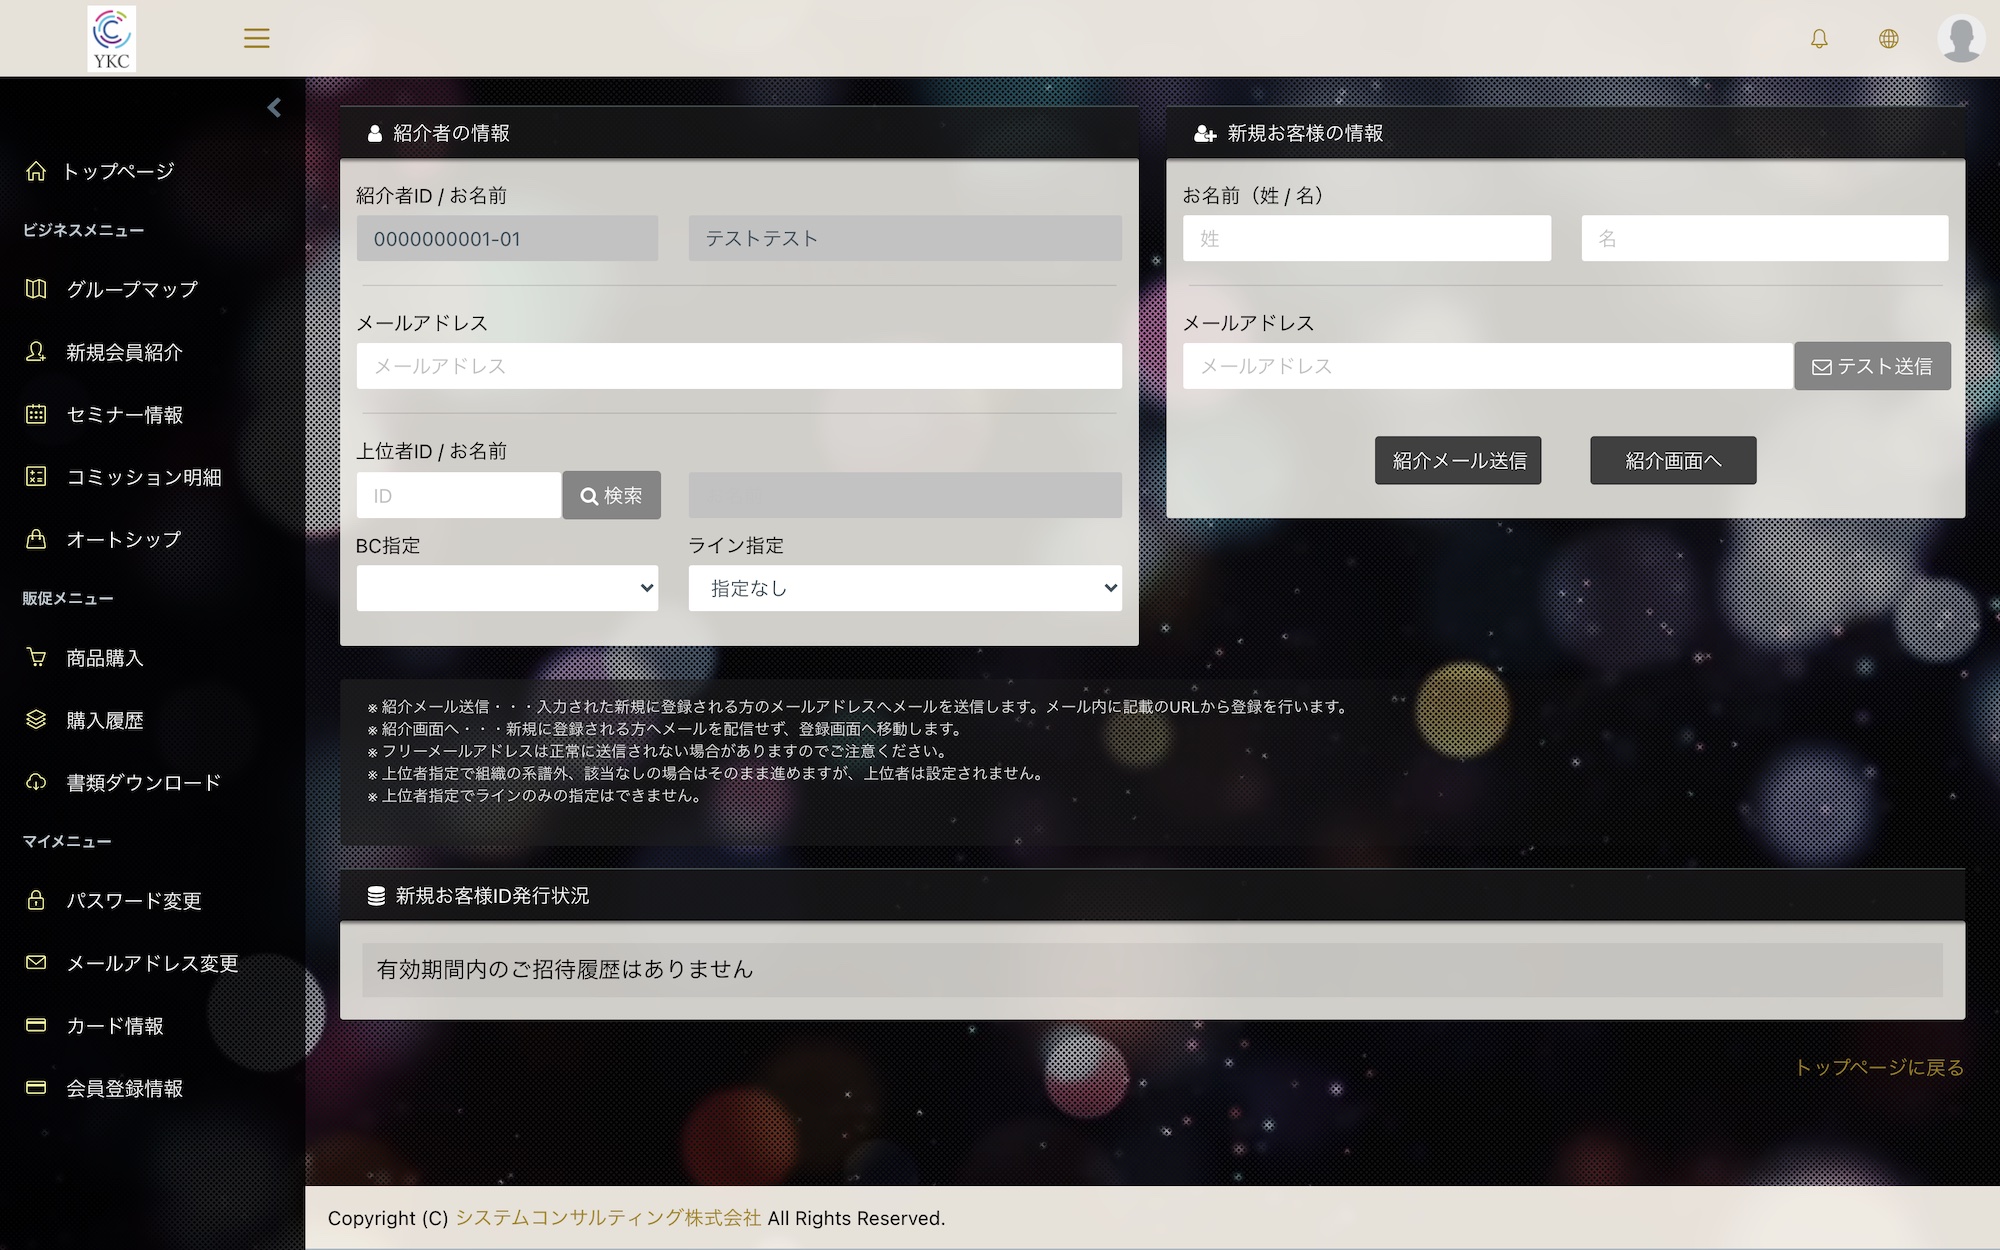 YKC
トップページ
ビジネスメニュー
グループマップ
新規会員紹介
セミナー情報
コミッション明細
オートシップ
販促メニュー
商品購入
購入履歴
書類ダウンロード
マイメニュー
パスワード変更
メールアドレス変更
カード情報
会員登録情報
紹介者の情報
紹介者ID / お名前
0000000001-01 テストテスト
メールアドレス
メールアドレス
上位者ID / お名前
ID 検索
BC指定 ライン指定
指定なし
新規お客様の情報
お名前（姓 / 名）
姓 名
メールアドレス
メールアドレス テスト送信
紹介メール送信 紹介画面へ
※ 紹介メール送信・・・入力された新規に登録される方のメールアドレスへメールを送信します。メール内に記載のURLから登録を行います。
※ 紹介画面へ・・・新規に登録される方へメールを配信せず、登録画面へ移動します。
※ フリーメールアドレスは正常に送信されない場合がありますのでご注意ください。
※ 上位者指定で組織の系譜外、該当なしの場合はそのまま進めますが、上位者は設定されません。
※ 上位者指定でラインのみの指定はできません。
新規お客様ID発行状況
有効期間内のご招待履歴はありません
トップページに戻る
Copyright (C) システムコンサルティング株式会社 All Rights Reserved.